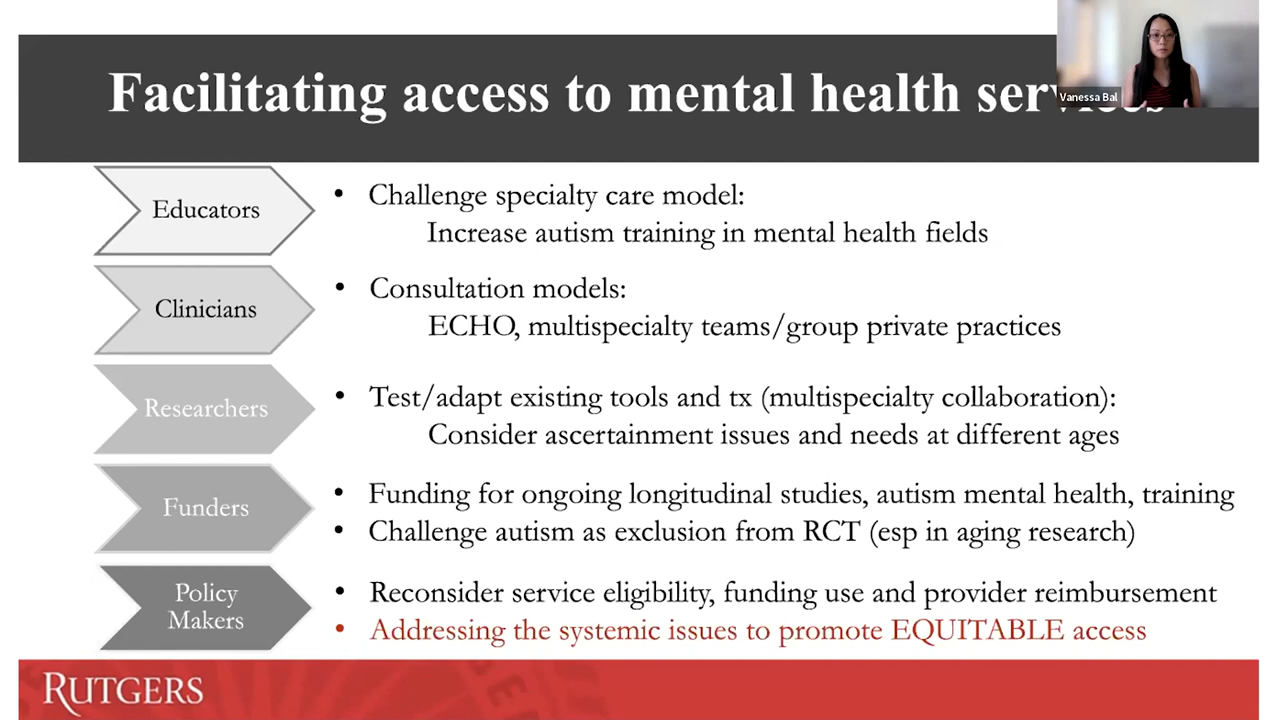 Facilitating access to mental health services
Vanessa Bal
Educators
• Challenge specialty care model:
Increase autism training in mental health fields
Clinicians
• Consultation models:
ECHO, multispecialty teams/group private practices
Researchers
• Test/adapt existing tools and tx (multispecialty collaboration):
Consider ascertainment issues and needs at different ages
Funders
• Funding for ongoing longitudinal studies, autism mental health, training
• Challenge autism as exclusion from RCT (esp in aging research)
Policy
Makers
• Reconsider service eligibility, funding use and provider reimbursement
• Addressing the systemic issues to promote EQUITABLE access
RUTGERS